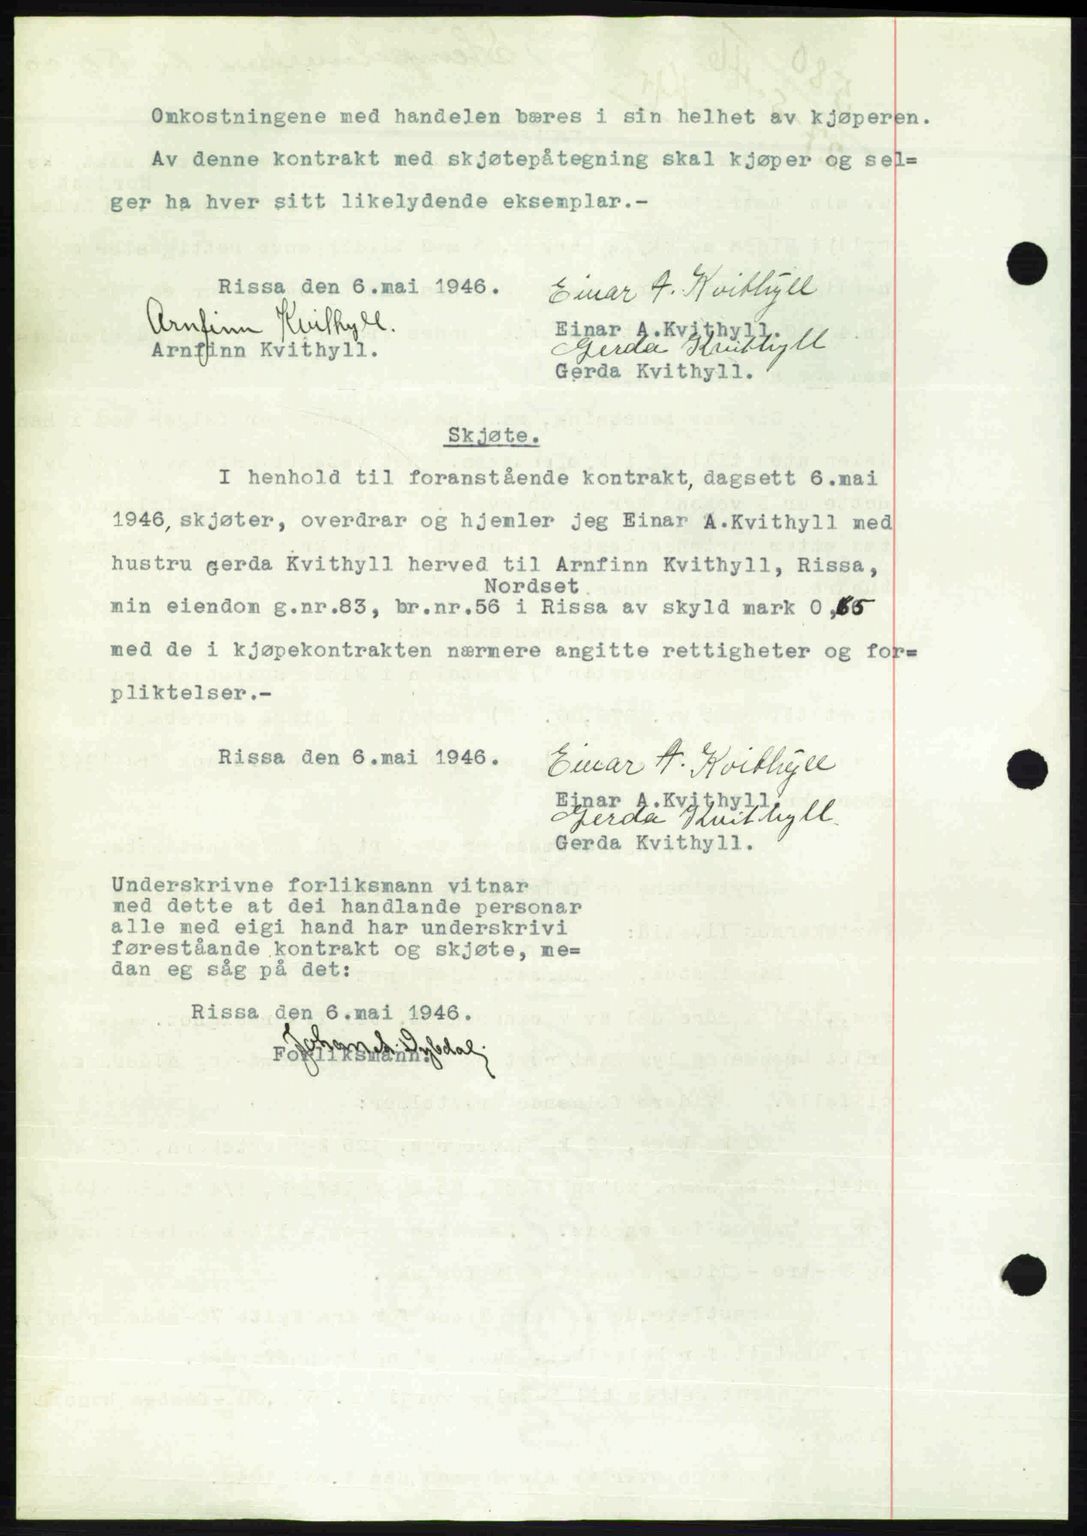 Omkostningene med handelen bæres i sin helhet av kjøperen.
Av denne kontrakt med skjøtepåtegning skal kjøper og sel=
ger ha hver sitt likelydende eksemplar.-
Rissa den 6.mai 1946.
Einar A. Kvithyll
Arnfinn Kvithyll.
Einar A.Kvithyll.
Gerda Kvithyll
Arnfinn Kvithyll.
Gerda Kvithyll.
Skjøte.
I henhold til foranstående kontrakt, dagsett 6.mai
1946, skjøter, overdrar og hjemler jeg Einar A.Kvithyll med
hustru Gerda Kvithyll herved til Arnfinn Kvithyll, Rissa,
Nordset
min eiendom g.nr.83, br.nr.56 i Rissa av skyld mark 0,65
med de i kjøpekontrakten nærmere angitte rettigheter og for=
pliktelser.-
Rissa den 6.mai 1946.
Einar A. Kvithyll
Einar A.Kvithyll.
Gerda Kvithyll.
Gerda Kvithyll.
Underskrivne forliksmann vitnar
med dette at dei handlande personar
alle med eigi hand har underskrivi
føreståande kontrakt og skjøte, me=
dan eg såg på det:
Rissa den 6.mai 1946.
Forliksmann.